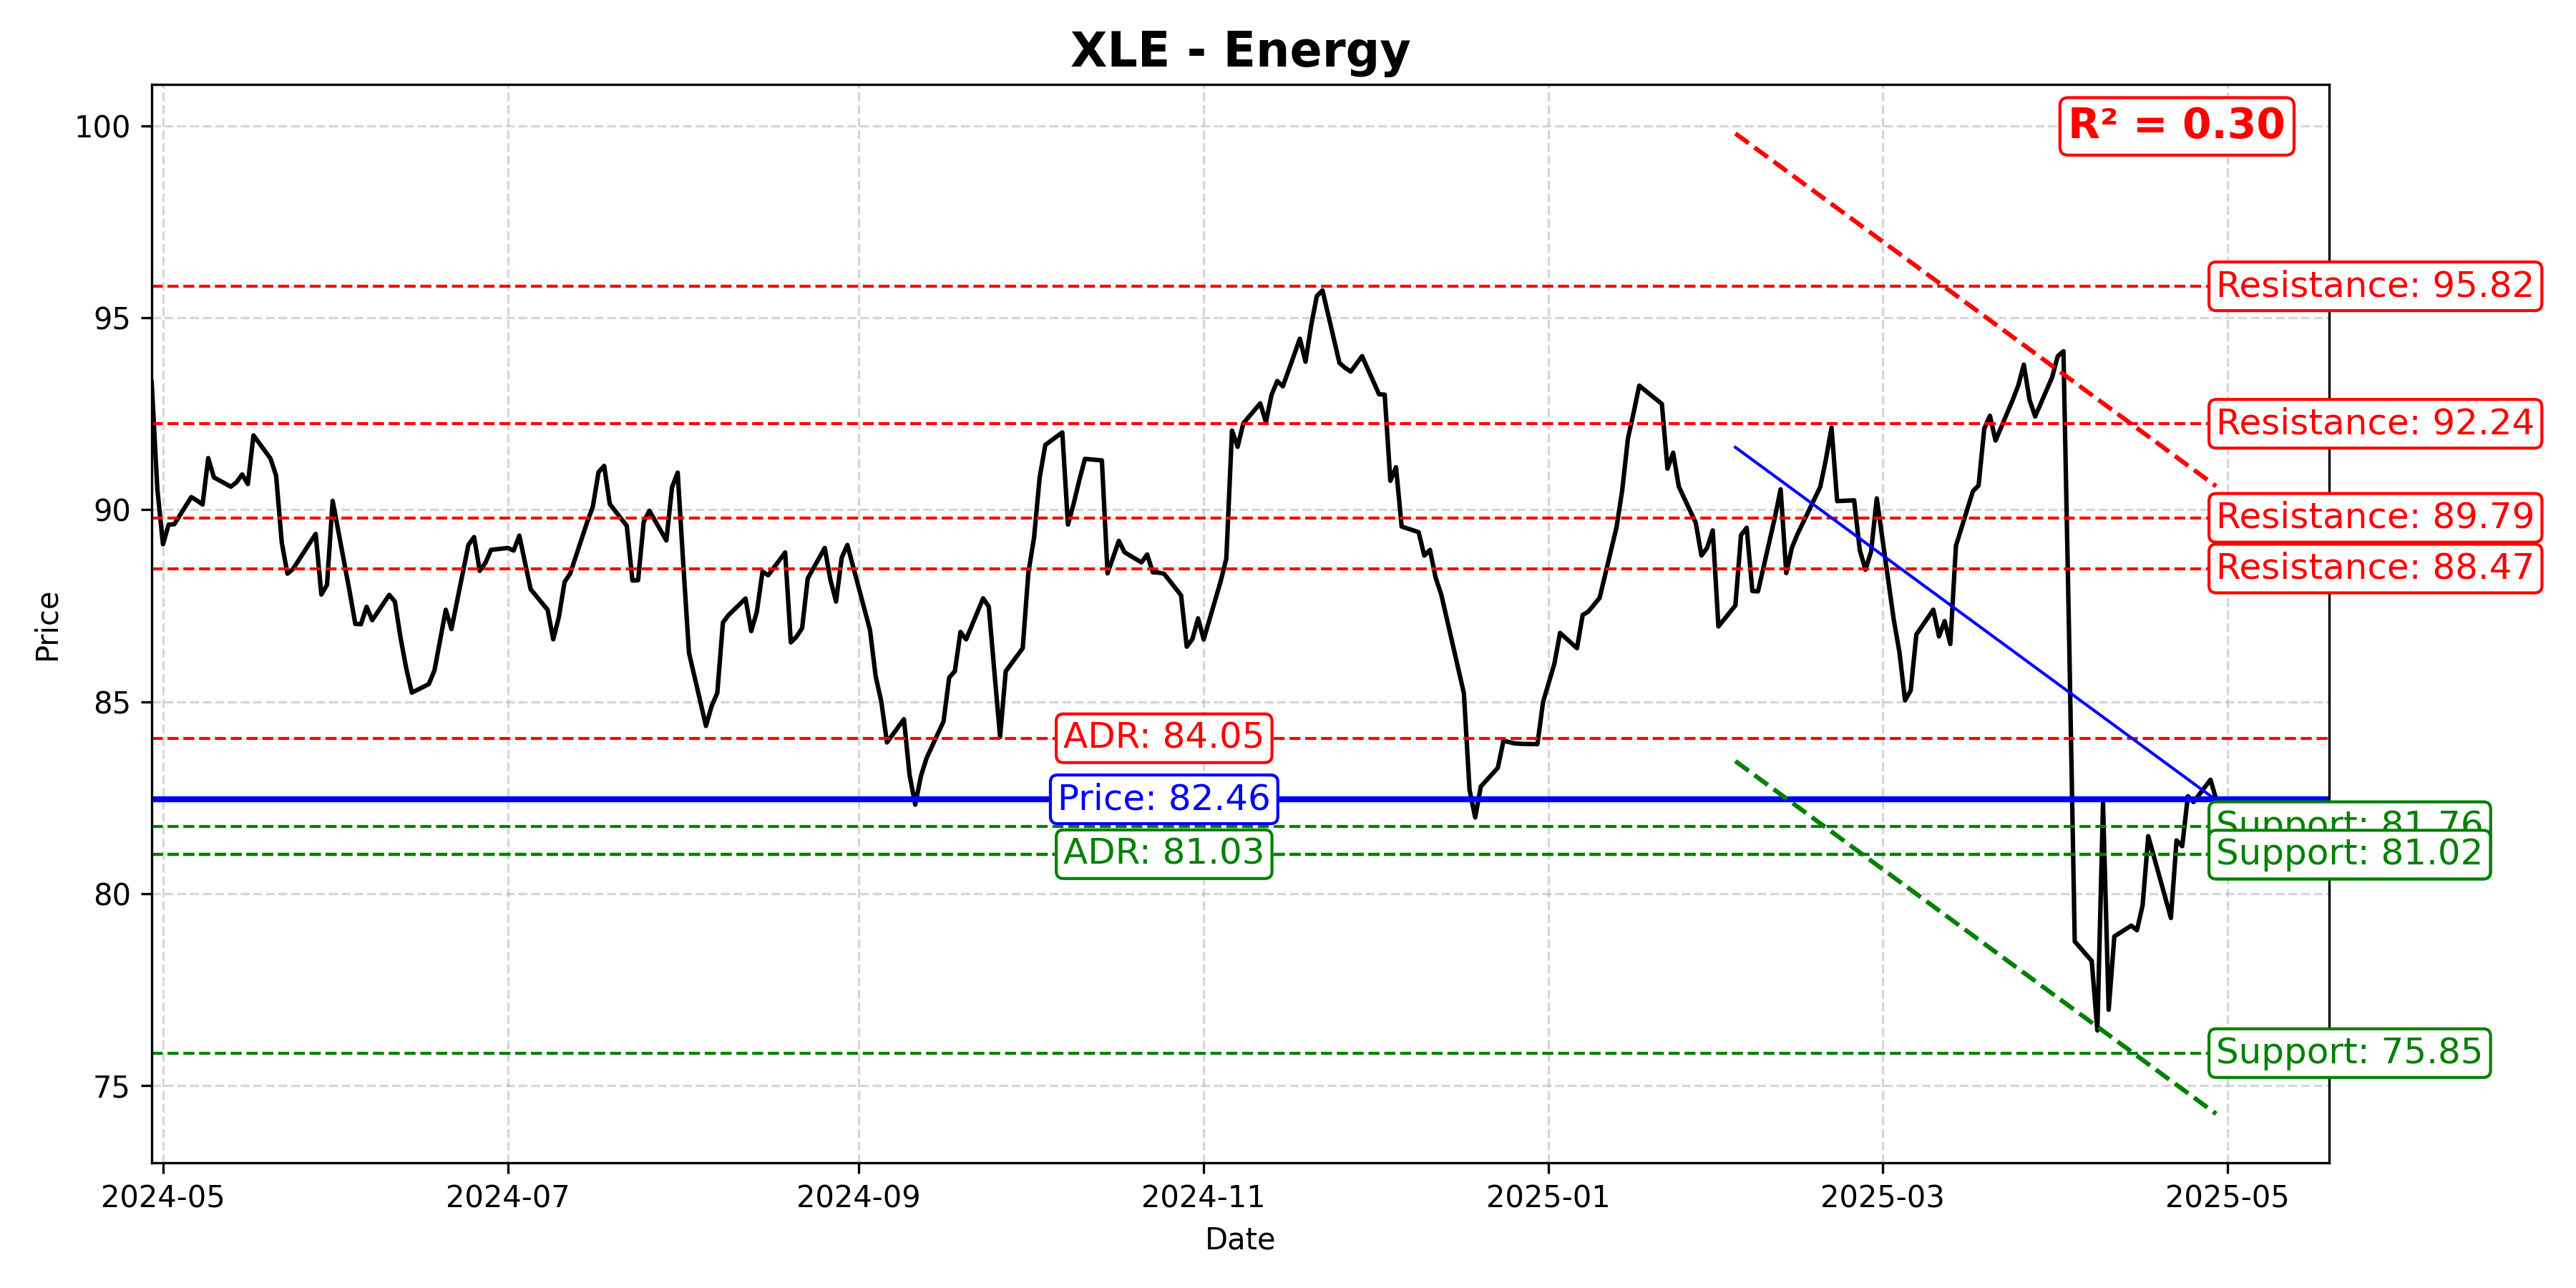 XLE - Energy
R² = 0.30
100
95
90
85
80
75
Price
Resistance: 95.82
Resistance: 92.24
Resistance: 89.79
Resistance: 88.47
ADR: 84.05
Price: 82.46
ADR: 81.03
Support: 81.76
Support: 81.02
Support: 75.85
2024-05
2024-07
2024-09
2024-11
2025-01
2025-03
2025-05
Date